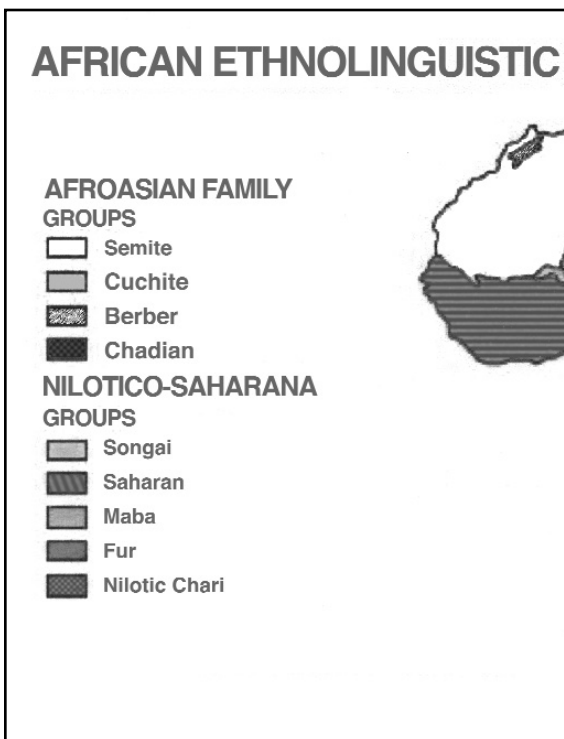 AFRICAN ETHNOLINGUISTIC
AFROASIAN FAMILY
GROUPS
Semite
Cuchite
Berber
Chadian
NILOTICO-SAHARANA
GROUPS
Songai
Saharan
Maba
Fur
Nilotic Chari